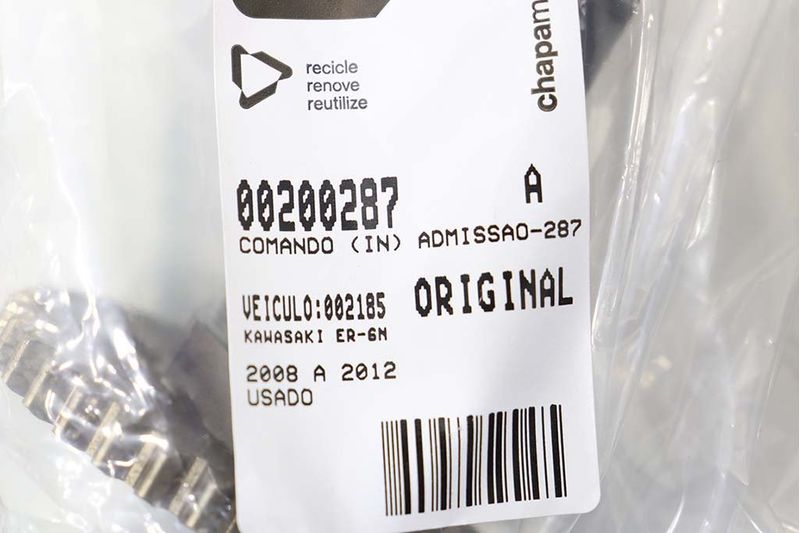 recicle
renove
reutilize
chapam
00200287
A
COMANDO (IN) ADMISSAO-287
VEICULO:002185
ORIGINAL
KAWASAKI ER-6N
2008 A 2012
USADO